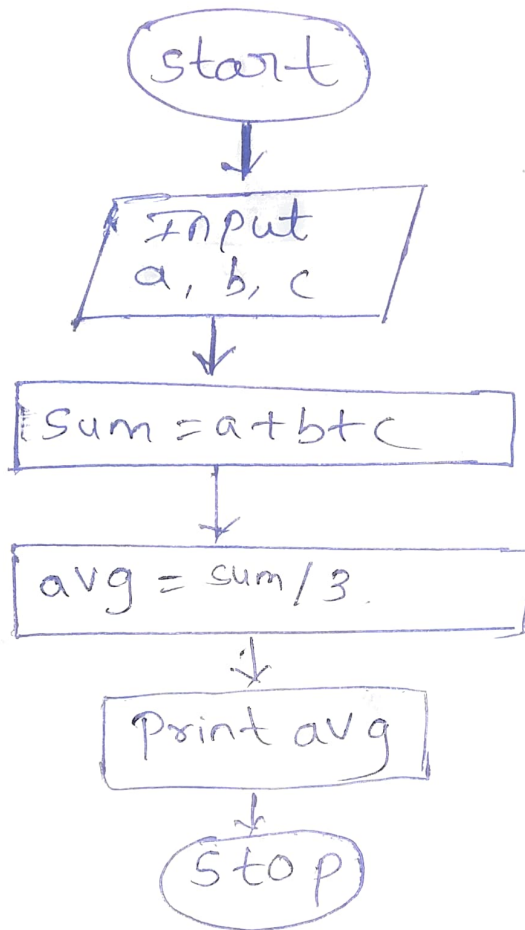 start
Input
a, b, c
Sum = a+b+c
avg = sum/3.
Print avg
Stop